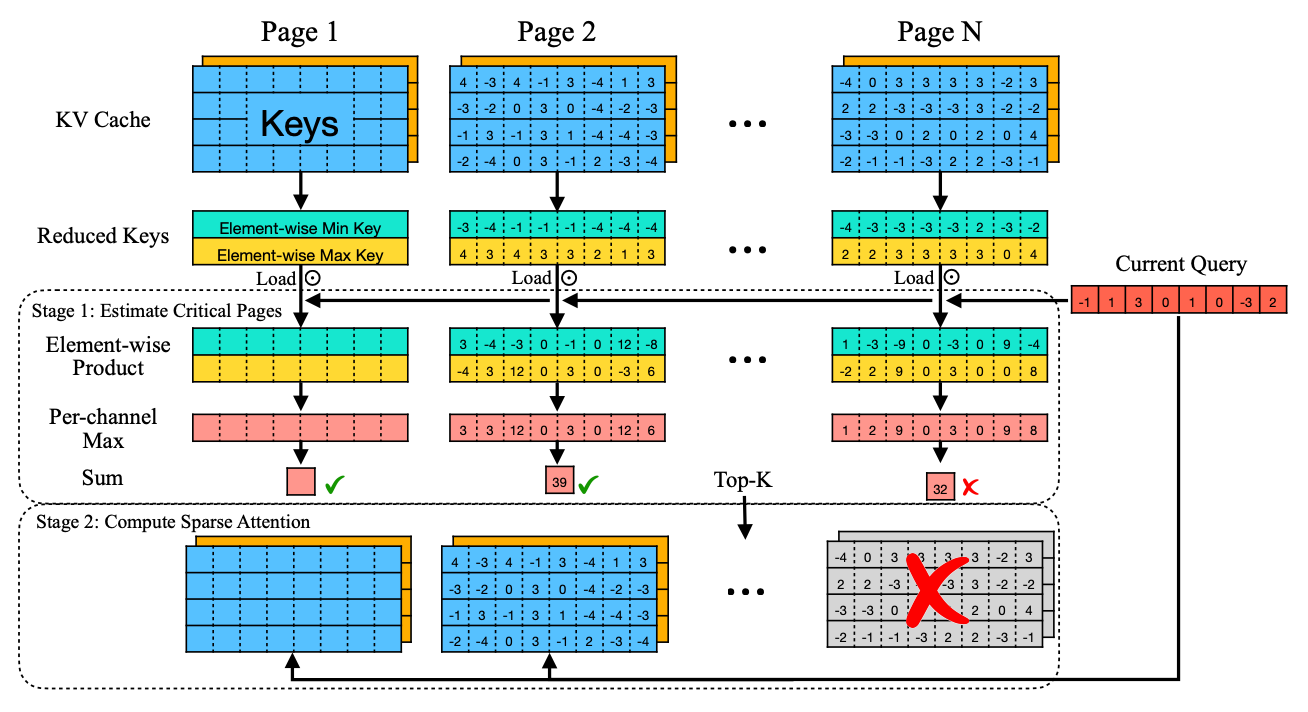 Page 1 Page 2 Page N
KV Cache
Keys
4 -3 4 -1 3 -4 1 3
-3 -2 0 3 0 -4 -2 -3
-1 3 -1 3 1 -4 -4 -3
-2 -4 0 3 -1 2 -3 -4
...
-4 0 3 3 3 3 -2 3
2 2 -3 -3 -3 3 -2 -2
-3 -3 0 2 0 2 0 4
-2 -1 -1 -3 2 2 -3 -1
Reduced Keys
Element-wise Min Key
Element-wise Max Key
-3 -4 -1 -1 -1 -4 -4 -4
4 3 4 3 3 2 1 3
...
-4 -3 -3 -3 -3 2 -3 -2
2 2 3 3 3 3 0 4
Load ⊙ Load ⊙ Load ⊙
Current Query
-1 1 3 0 1 0 -3 2
Stage 1: Estimate Critical Pages
Element-wise
Product
3 -4 -3 0 -1 0 12 -8
-4 3 12 0 3 0 -3 6
...
1 -3 -9 0 -3 0 9 -4
-2 2 9 0 3 0 0 8
Per-channel
Max
3 3 12 0 3 0 12 6
1 2 9 0 3 0 9 8
Sum
39
32
Top-K
Stage 2: Compute Sparse Attention
4 -3 4 -1 3 -4 1 3
-3 -2 0 3 0 -4 -2 -3
-1 3 -1 3 1 -4 -4 -3
-2 -4 0 3 -1 2 -3 -4
...
-4 0 3 3 3 3 -2 3
2 2 -3 -3 3 -2 -2
-3 -3 0 2 0 4
-2 -1 -1 -3 2 2 -3 -1